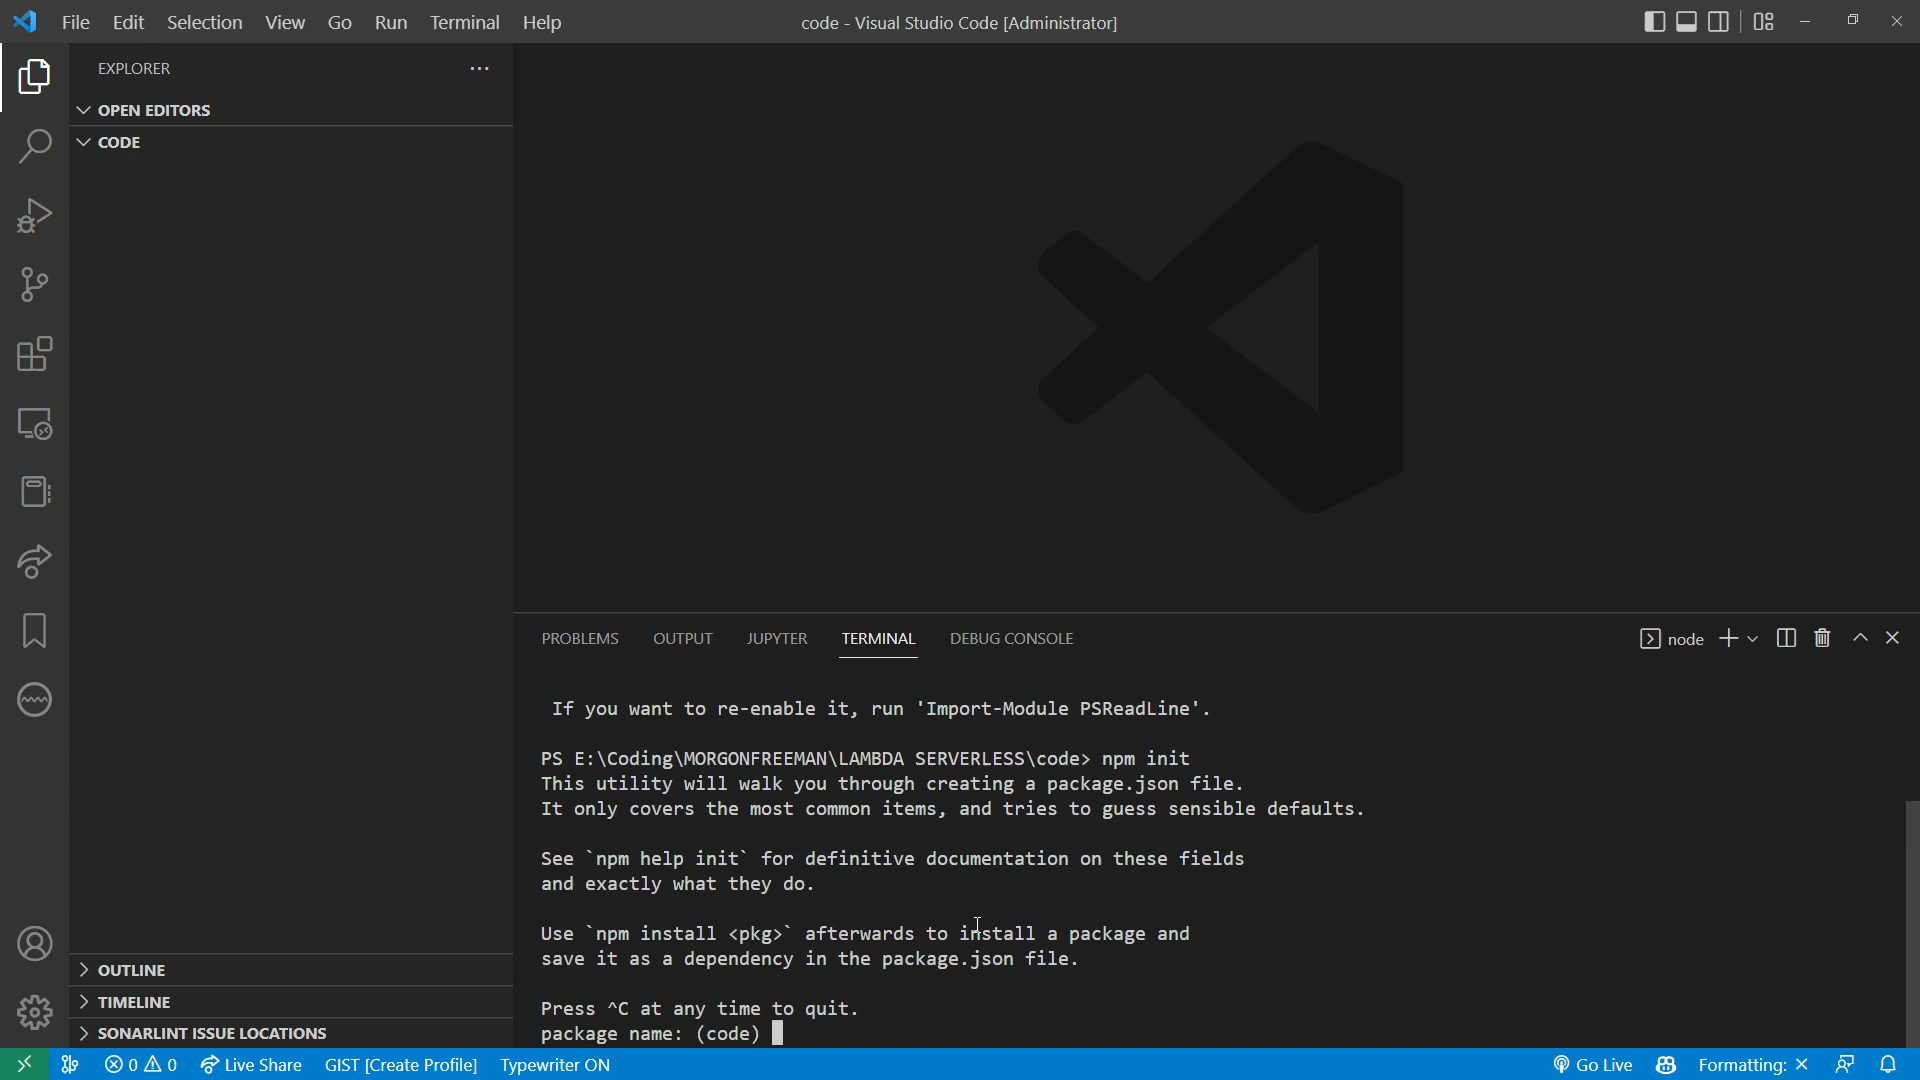 File Edit Selection View Go Run Terminal Help
code - Visual Studio Code [Administrator]
EXPLORER
OPEN EDITORS
CODE
OUTLINE
TIMELINE
SONARLINT ISSUE LOCATIONS
PROBLEMS OUTPUT JUPYTER TERMINAL DEBUG CONSOLE
node
If you want to re-enable it, run 'Import-Module PSReadLine'.
PS E:\Coding\MORGONFREEMAN\LAMBDA SERVERLESS\code> npm init
This utility will walk you through creating a package.json file.
It only covers the most common items, and tries to guess sensible defaults.
See `npm help init` for definitive documentation on these fields
and exactly what they do.
Use `npm install <pkg>` afterwards to install a package and
save it as a dependency in the package.json file.
Press ^C at any time to quit.
package name: (code)
0 0 Live Share GIST [Create Profile] Typewriter ON
Go Live Formatting: ×